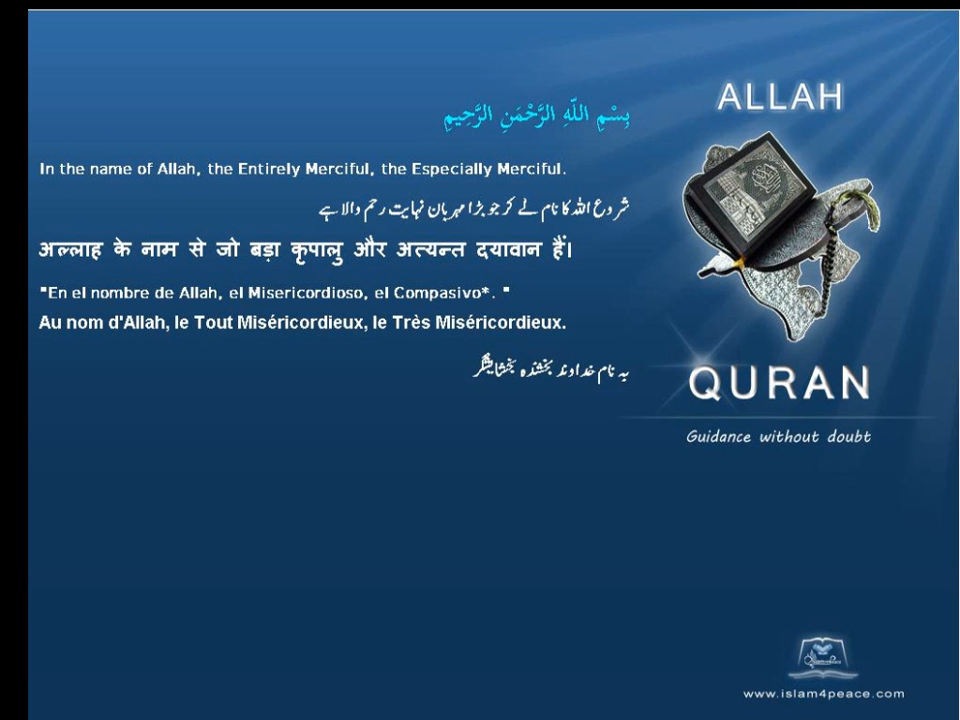 بِسْمِ اللَّهِ الرَّحْمَنِ الرَّحِيمِ
In the name of Allah, the Entirely Merciful, the Especially Merciful.
شروع الله کا نام لے کر جو بڑا مہربان نہایت رحم والا ہے
अल्लाह के नाम से जो बड़ा कृपालु और अत्यन्त दयावान हैं।
"En el nombre de Allah, el Misericordioso, el Compasivo*. "
Au nom d'Allah, le Tout Miséricordieux, le Très Miséricordieux.
به نام خداوند بخشنده بخشایشگر
ALLAH
QURAN
Guidance without doubt
www.islam4peace.com